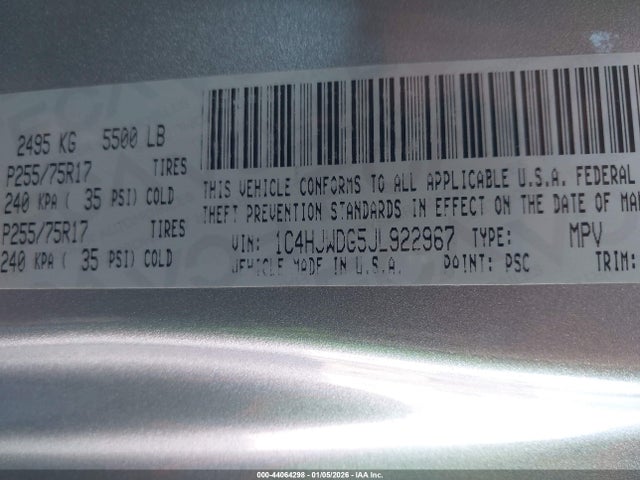 2495 KG 5500 LB
P255/75R17 TIRES
240 KPA ( 35 PSI) COLD
P255/75R17 TIRES
240 KPA ( 35 PSI) COLD
THIS VEHICLE CONFORMS TO ALL APPLICABLE U.S.A. FEDERAL
THEFT PREVENTION STANDARDS IN EFFECT ON THE DATE OF MA
VIN: 1C4HJWDG5JL922967 TYPE: MPV
VEHICLE MADE IN U.S.A. PAINT: PSC TRIM:
000-44064298 - 01/05/2026 - IAA Inc.